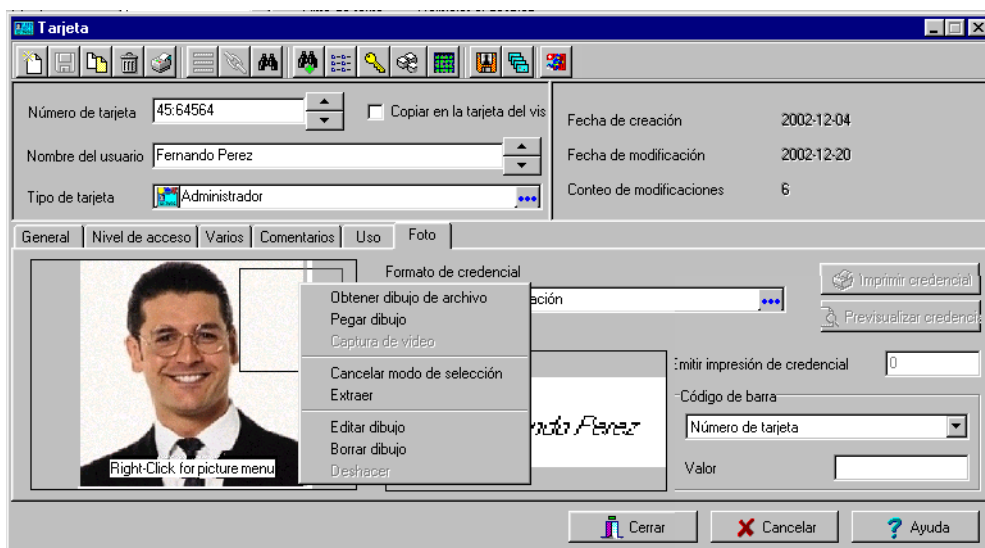 Tarjeta
Número de tarjeta
45:64564
Copiar en la tarjeta del vis
Nombre del usuario
Fernando Perez
Tipo de tarjeta
Administrador
Fecha de creación
2002-12-04
Fecha de modificación
2002-12-20
Conteo de modificaciones
6
General
Nivel de acceso
Varios
Comentarios
Uso
Foto
Right-Click for picture menu
Obtener dibujo de archivo
Pegar dibujo
Captura de vídeo
Cancelar modo de selección
Extraer
Editar dibujo
Borrar dibujo
Deshacer
Formato de credencial
ación
ndo Perez
Imprimir credencial
Previsualizar credencia
Emitir impresión de credencial
0
Código de barra
Número de tarjeta
Valor
Cerrar
Cancelar
Ayuda